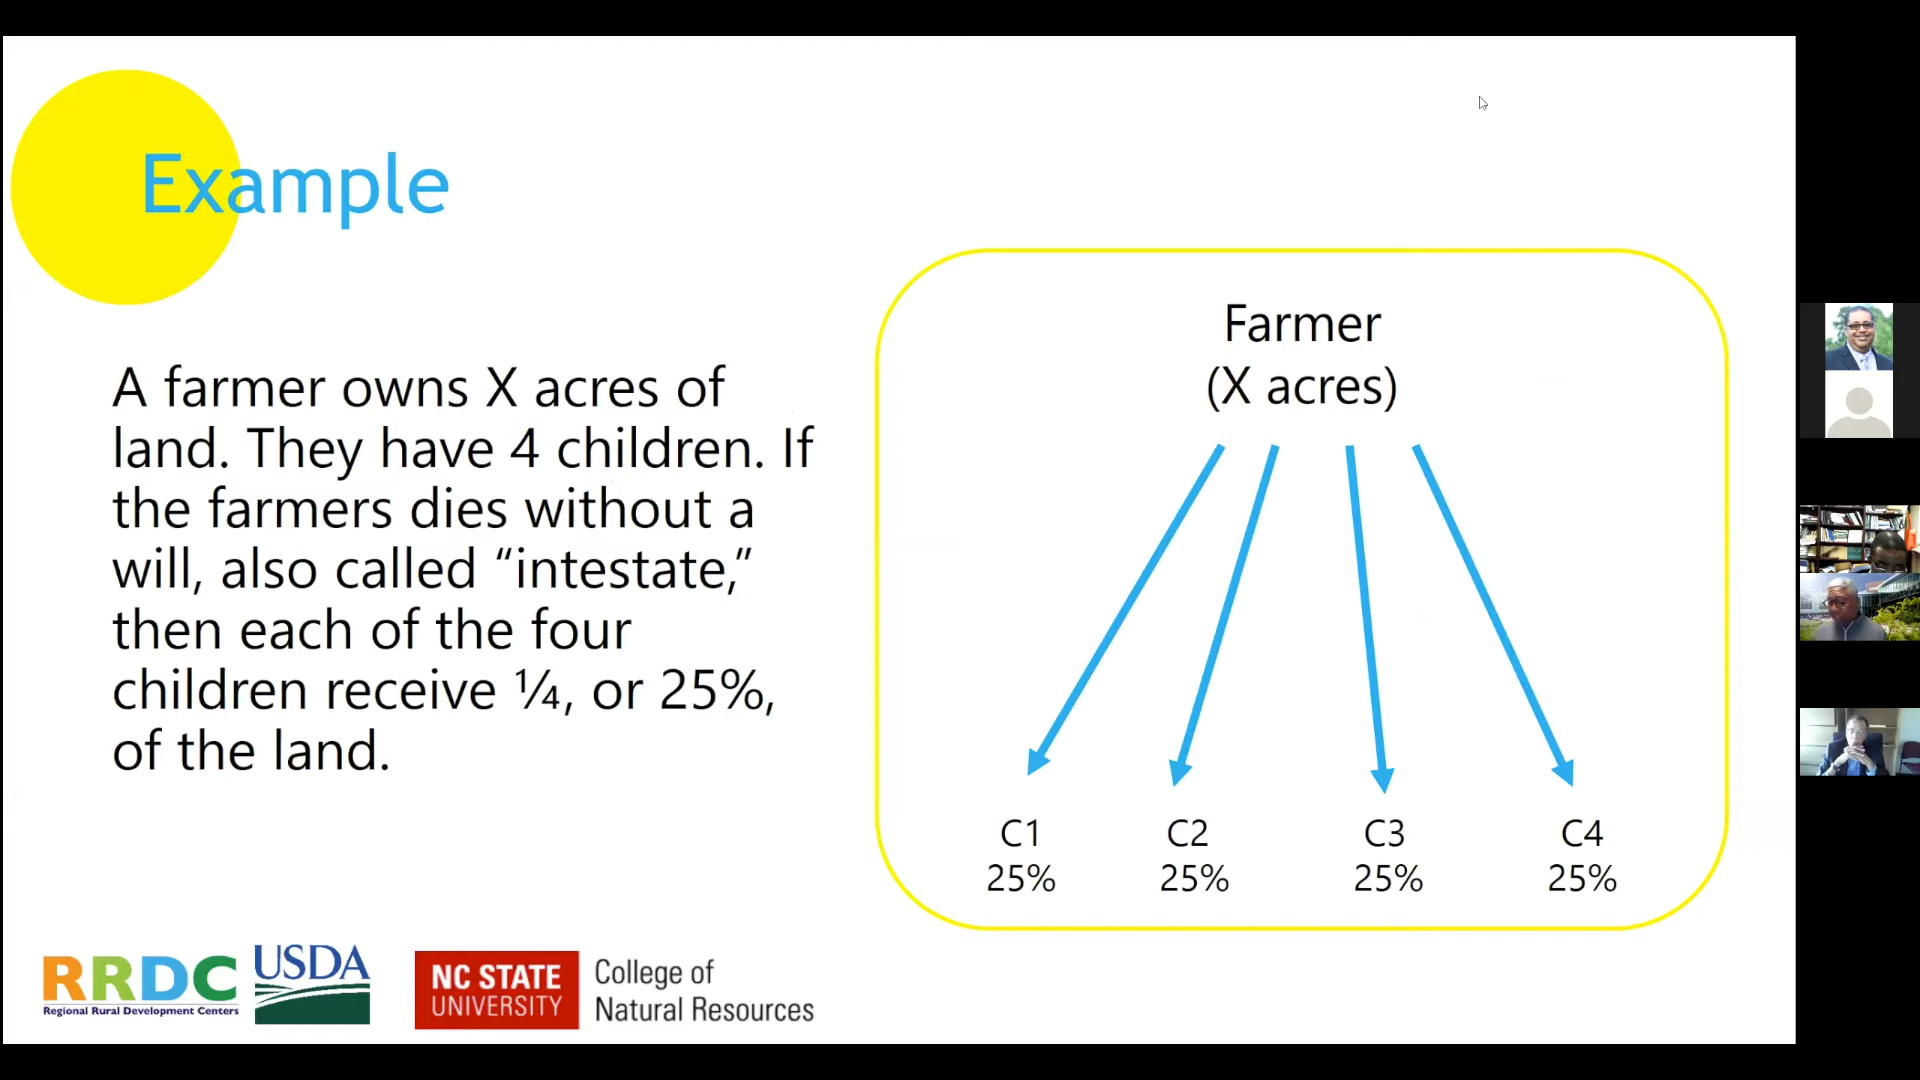 Example
A farmer owns X acres of
land. They have 4 children. If
the farmers dies without a
will, also called “intestate,”
then each of the four
children receive ¼, or 25%,
of the land.
Farmer
(X acres)
C1 C2 C3 C4
25% 25% 25% 25%
RRDC
Regional Rural Development Centers
USDA
NC STATE
UNIVERSITY
College of
Natural Resources